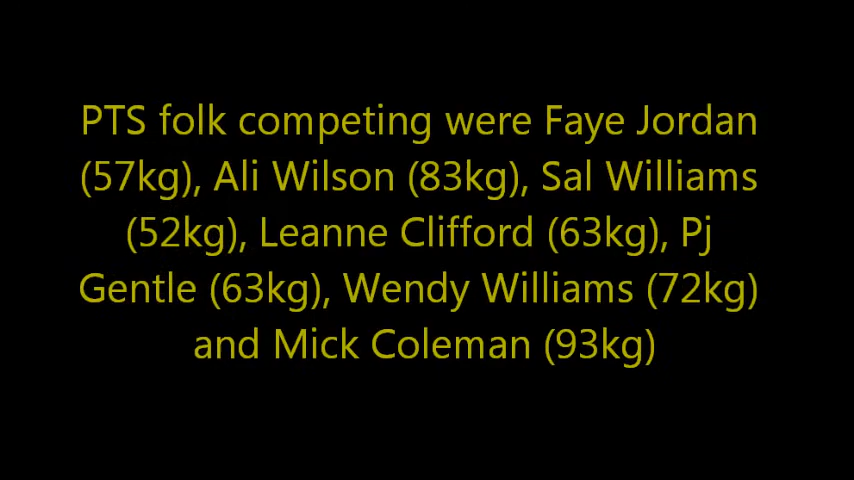 PTS folk competing were Faye Jordan
(57kg), Ali Wilson (83kg), Sal Williams
(52kg), Leanne Clifford (63kg), Pj
Gentle (63kg), Wendy Williams (72kg)
and Mick Coleman (93kg)